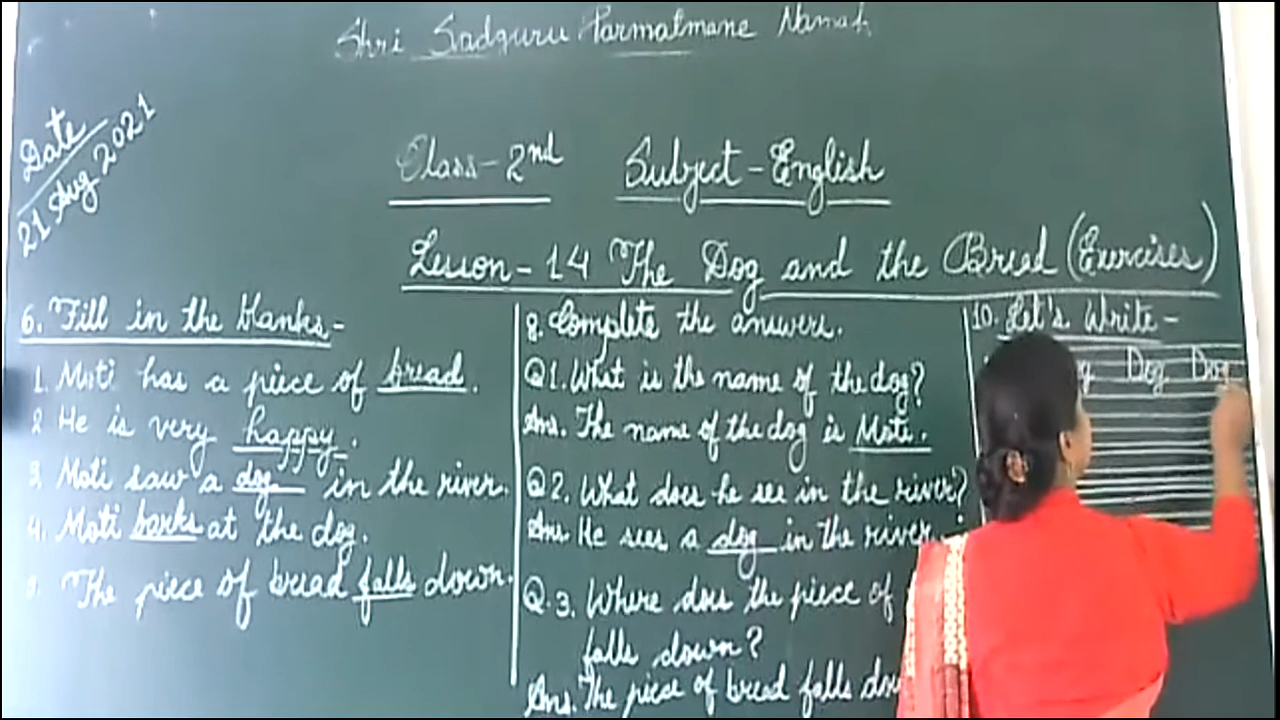 Shri Sadguru Parmatmane Namah
Date
21 Aug 2021
Class-2nd Subject-English
Lesson-14 The Dog and the Bread (Exercises)
6. Fill in the blanks-
1. Moti has a piece of bread.
2 He is very happy.
3. Moti saw a dog in the river.
4. Moti barks at the dog.
The piece of bread falls down.
8. Complete the answers.
Q1. What is the name of the dog?
Ans. The name of the dog is Moti.
Q2. What does he see in the river?
Ans. He sees a dog in the river.
Q.3. Where does the piece of
falls down?
Ans. The piece of bread falls
10. Let's Write-
Dog Dog